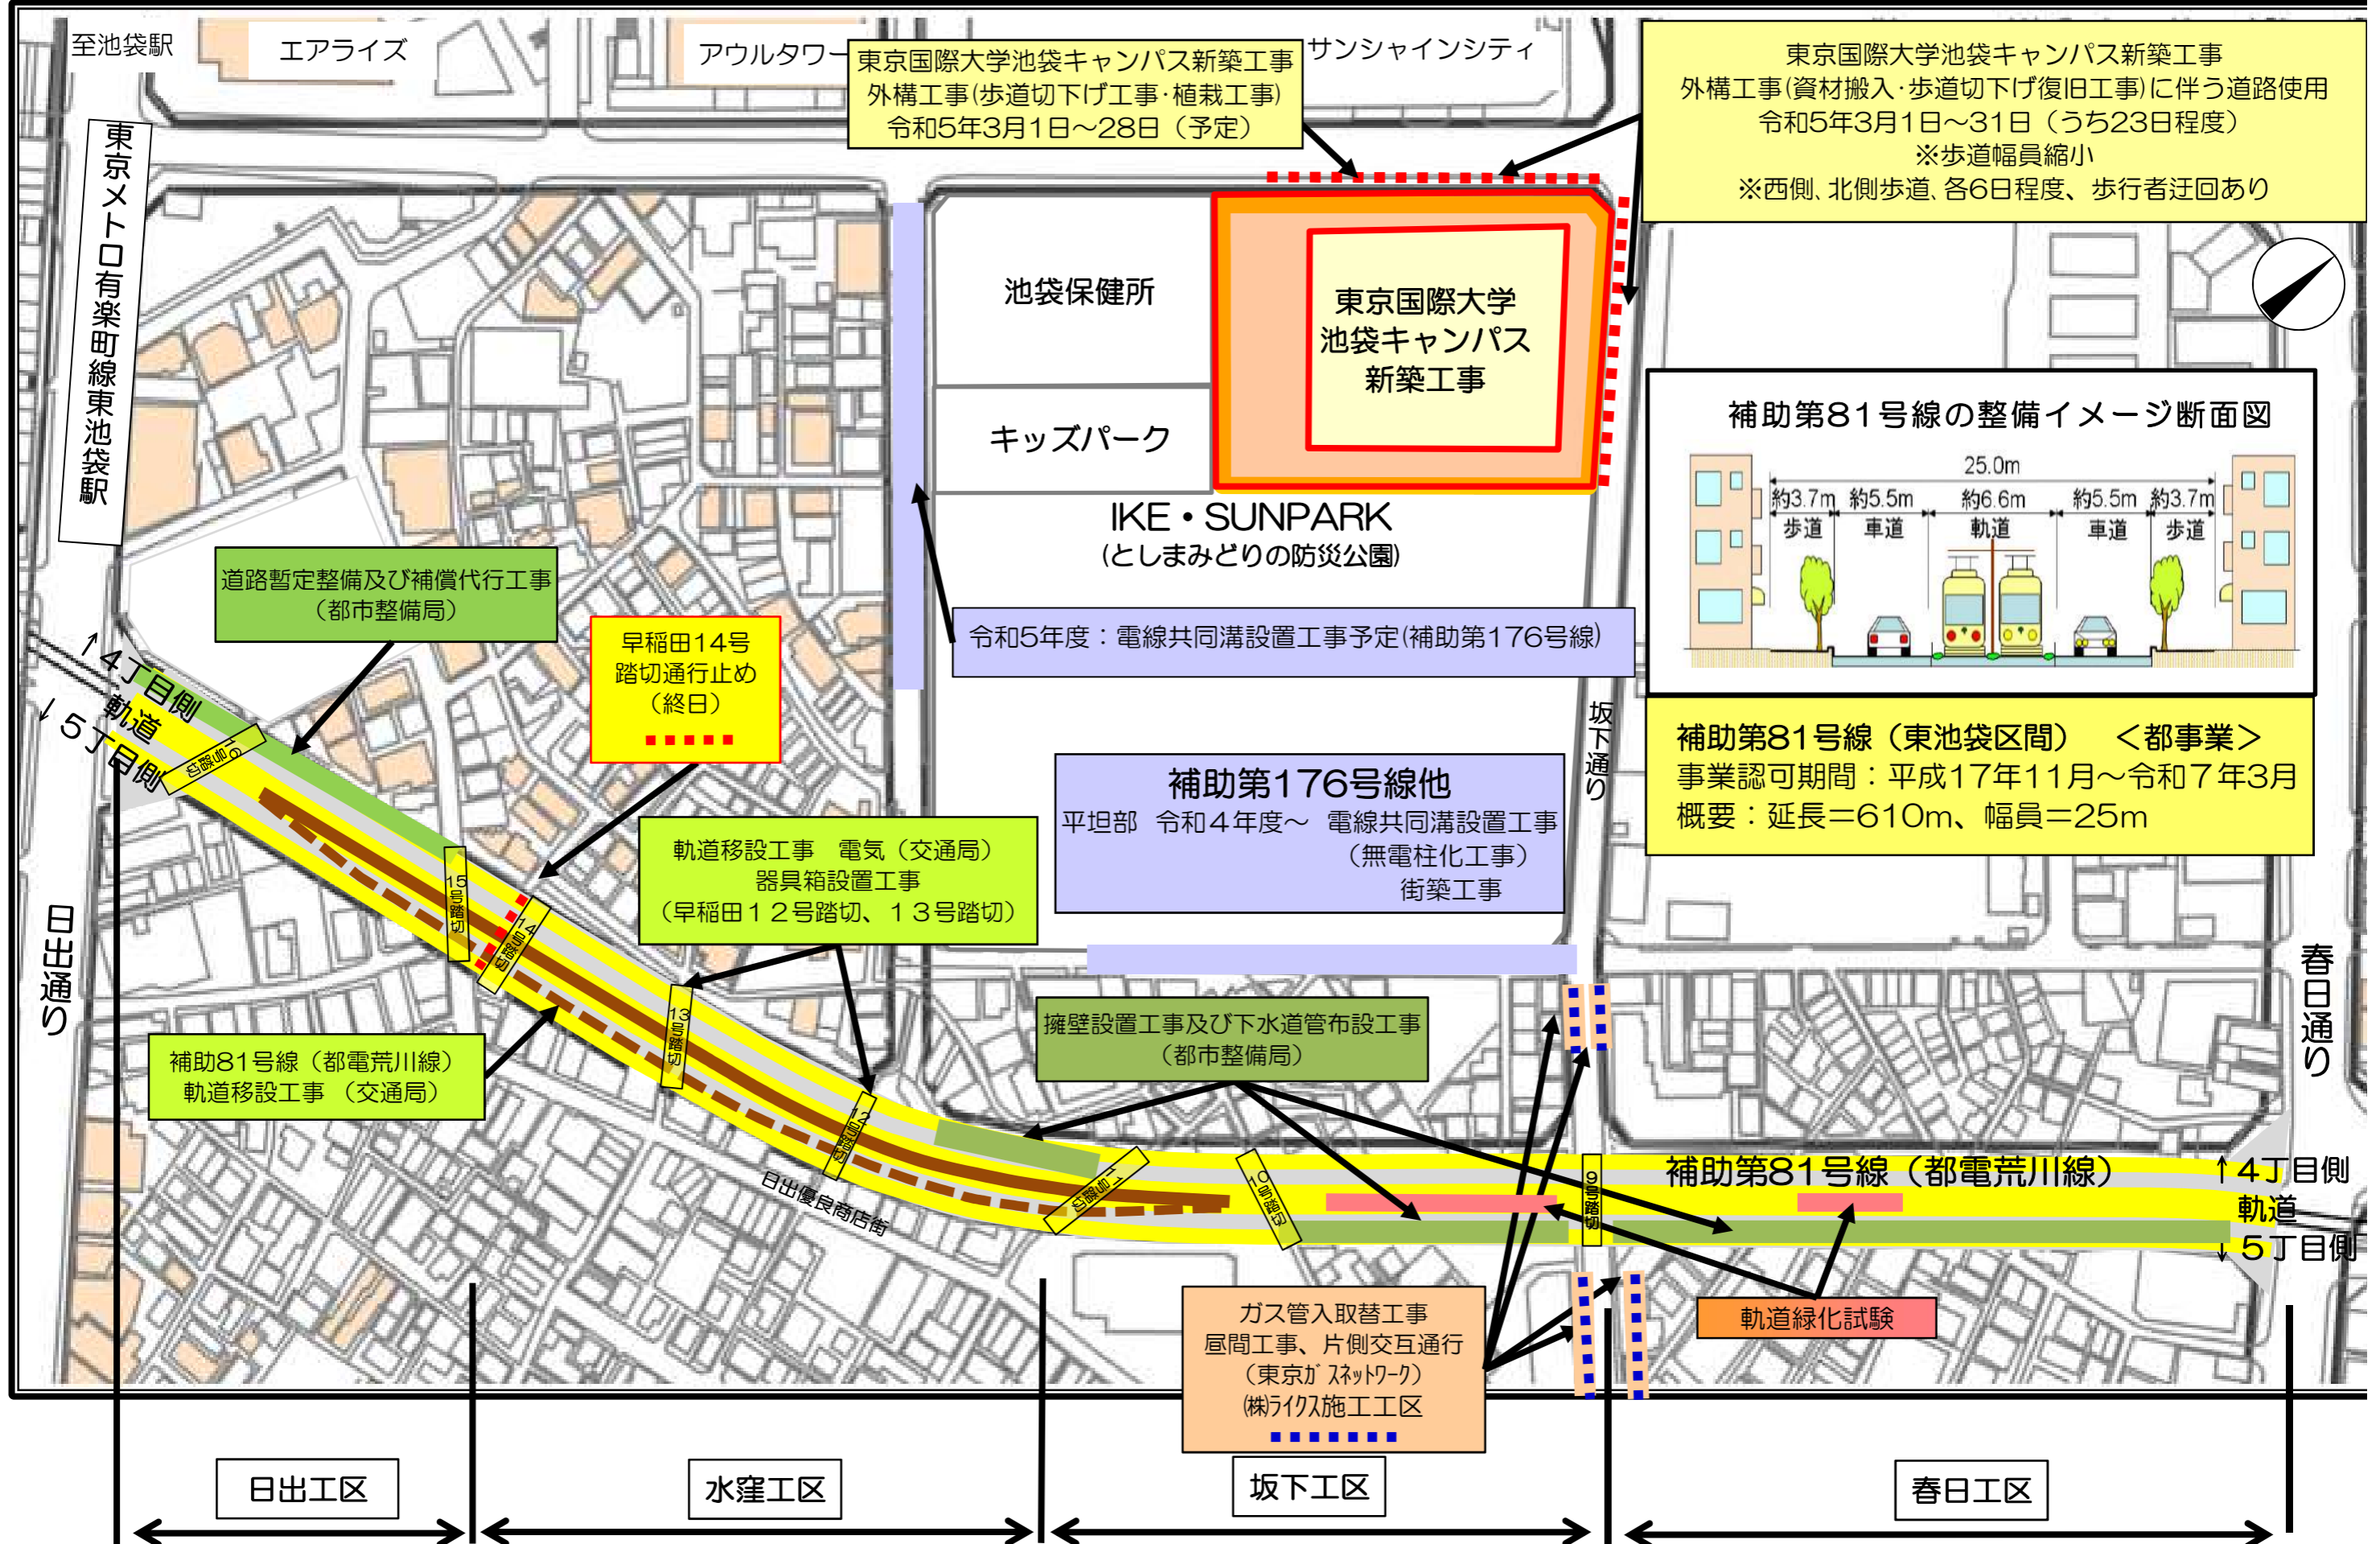 至池袋駅
エアライズ
アウルタワー
サンシャインシティ
東京国際大学池袋キャンパス新築工事
外構工事(歩道切下げ工事・植栽工事)
令和5年3月1日～28日（予定）
東京国際大学池袋キャンパス新築工事
外構工事(資材搬入・歩道切下げ復旧工事)に伴う道路使用
令和5年3月1日～31日（うち23日程度）
※歩道幅員縮小
※西側、北側歩道、各6日程度、歩行者迂回あり
東京メトロ有楽町線東池袋駅
池袋保健所
キッズパーク
東京国際大学
池袋キャンパス
新築工事
IKE・SUNPARK
(としまみどりの防災公園)
補助第81号線の整備イメージ断面図
25.0m
約3.7m 約5.5m 約6.6m 約5.5m 約3.7m
歩道 車道 軌道 車道 歩道
道路暫定整備及び補償代行工事
（都市整備局）
早稲田14号
踏切通行止め
（終日）
令和5年度：電線共同溝設置工事予定(補助第176号線)
↑4丁目側
軌道
↓5丁目側
坂下通り
補助第81号線（東池袋区間） ＜都事業＞
事業認可期間：平成17年11月～令和７年3月
概要：延長＝610m、幅員＝25m
補助第176号線他
平坦部 令和４年度～ 電線共同溝設置工事
（無電柱化工事）
街築工事
軌道移設工事 電気（交通局）
器具箱設置工事
（早稲田１２号踏切、１３号踏切）
16号踏切
15号踏切
14号踏切
13号踏切
12号踏切
11号踏切
10号踏切
9号踏切
日出通り
春日通り
補助81号線（都電荒川線）
軌道移設工事 （交通局）
擁壁設置工事及び下水道管布設工事
（都市整備局）
日出優良商店街
補助第81号線（都電荒川線）
↑4丁目側
軌道
↓5丁目側
ガス管入取替工事
昼間工事、片側交互通行
（東京ｶﾞｽﾈｯﾄﾜｰｸ）
㈱ﾗｲｸｽ施工工区
軌道緑化試験
日出工区
水窪工区
坂下工区
春日工区